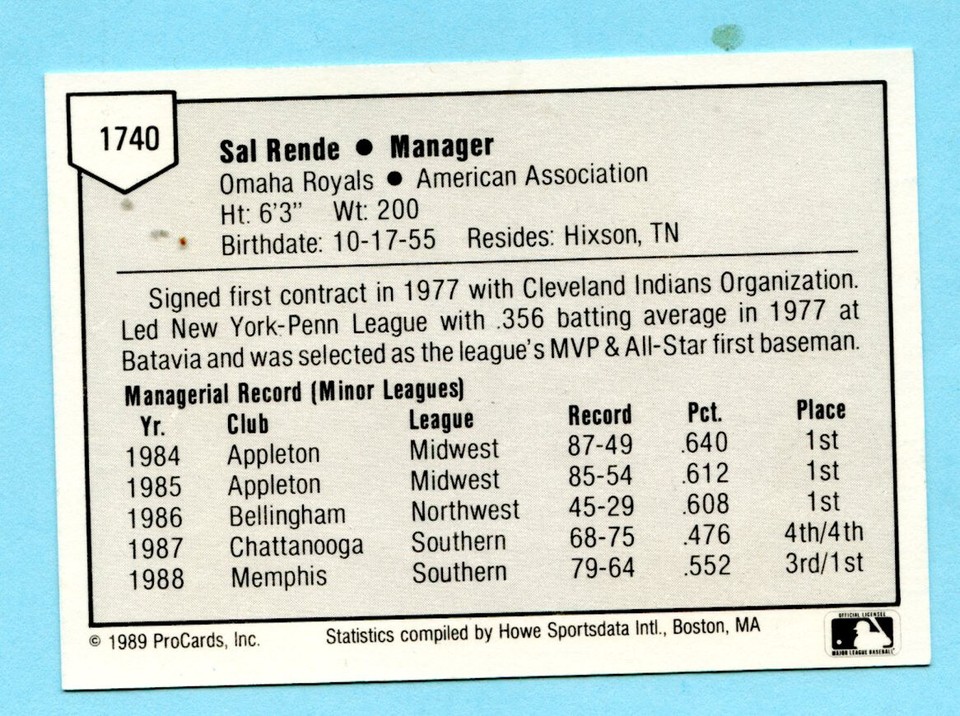 1740
Sal Rende ● Manager
Omaha Royals ● American Association
Ht: 6'3" Wt: 200
Birthdate: 10-17-55 Resides: Hixson, TN
Signed first contract in 1977 with Cleveland Indians Organization.
Led New York-Penn League with .356 batting average in 1977 at
Batavia and was selected as the league's MVP & All-Star first baseman.
Managerial Record (Minor Leagues)
Yr. Club League Record Pct. Place
1984 Appleton Midwest 87-49 .640 1st
1985 Appleton Midwest 85-54 .612 1st
1986 Bellingham Northwest 45-29 .608 1st
1987 Chattanooga Southern 68-75 .476 4th/4th
1988 Memphis Southern 79-64 .552 3rd/1st
© 1989 ProCards, Inc. Statistics compiled by Howe Sportsdata Intl., Boston, MA
OFFICIAL LICENSEE
MAJOR LEAGUE BASEBALL